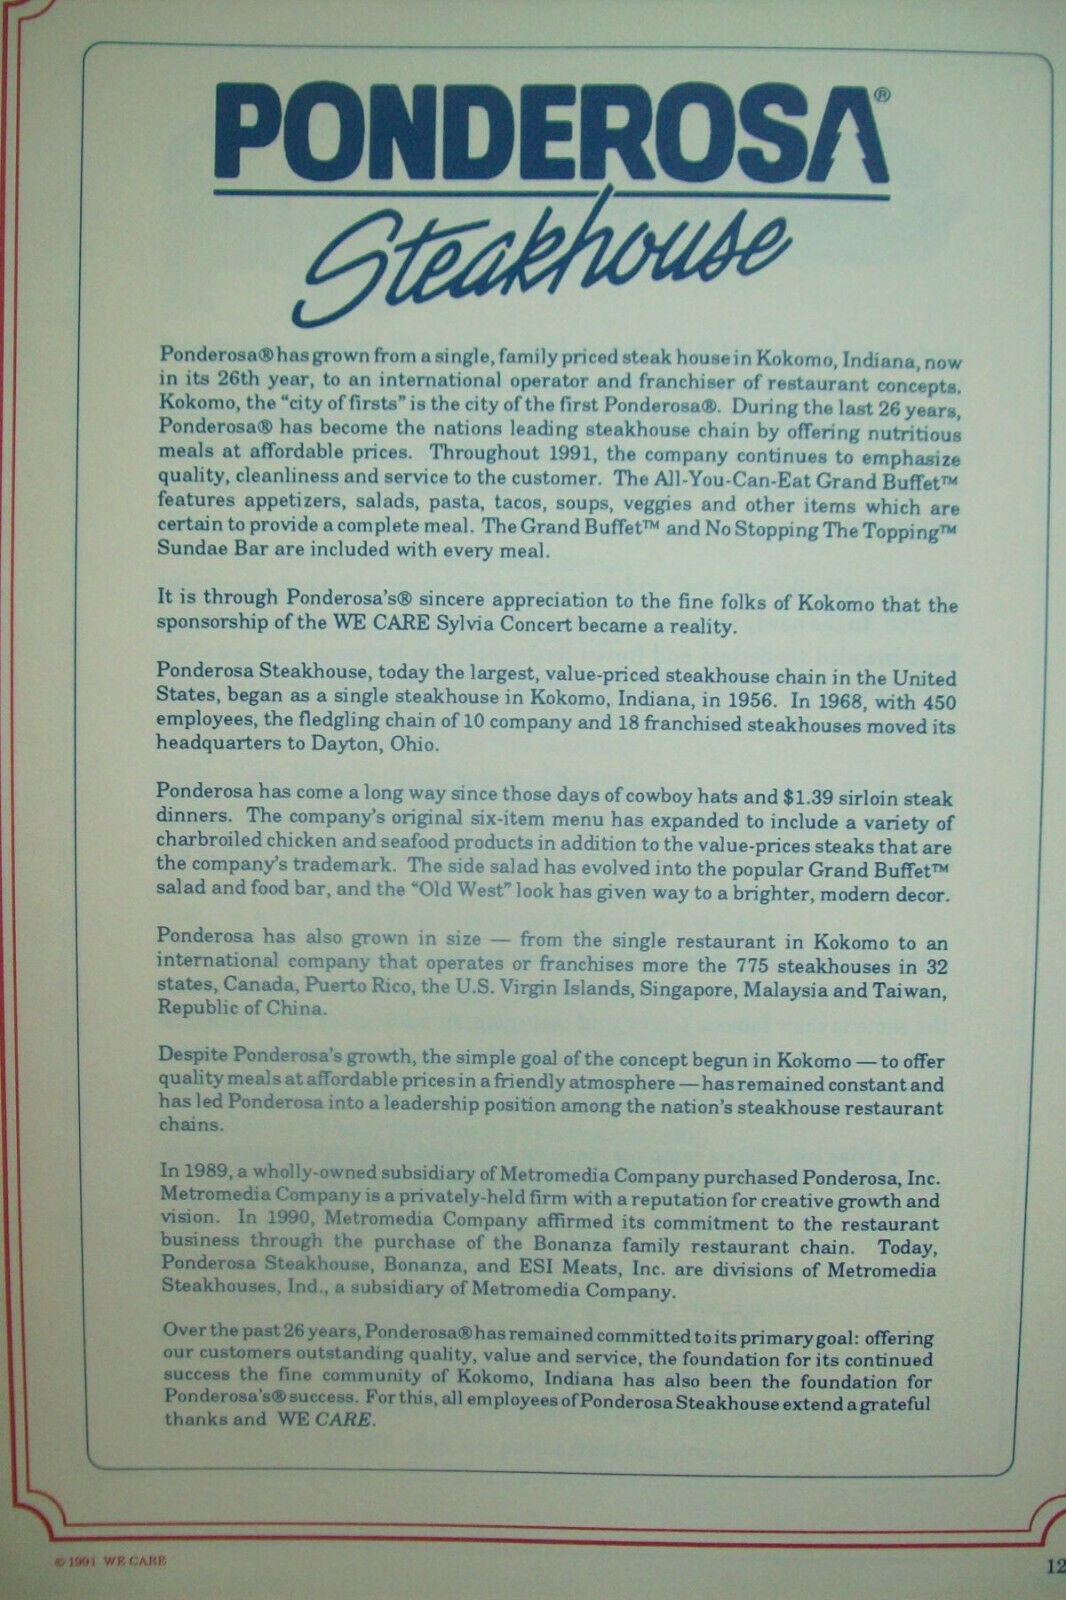 PONDEROSA®
Steakhouse
Ponderosa® has grown from a single, family priced steak house in Kokomo, Indiana, now
in its 26th year, to an international operator and franchiser of restaurant concepts.
Kokomo, the "city of firsts" is the city of the first Ponderosa®. During the last 26 years,
Ponderosa® has become the nations leading steakhouse chain by offering nutritious
meals at affordable prices. Throughout 1991, the company continues to emphasize
quality, cleanliness and service to the customer. The All-You-Can-Eat Grand Buffet™
features appetizers, salads, pasta, tacos, soups, veggies and other items which are
certain to provide a complete meal. The Grand Buffet™ and No Stopping The Topping™
Sundae Bar are included with every meal.
It is through Ponderosa's® sincere appreciation to the fine folks of Kokomo that the
sponsorship of the WE CARE Sylvia Concert became a reality.
Ponderosa Steakhouse, today the largest, value-priced steakhouse chain in the United
States, began as a single steakhouse in Kokomo, Indiana, in 1956. In 1968, with 450
employees, the fledgling chain of 10 company and 18 franchised steakhouses moved its
headquarters to Dayton, Ohio.
Ponderosa has come a long way since those days of cowboy hats and $1.39 sirloin steak
dinners. The company's original six-item menu has expanded to include a variety of
charbroiled chicken and seafood products in addition to the value-prices steaks that are
the company's trademark. The side salad has evolved into the popular Grand Buffet™
salad and food bar, and the "Old West" look has given way to a brighter, modern decor.
Ponderosa has also grown in size — from the single restaurant in Kokomo to an
international company that operates or franchises more the 775 steakhouses in 32
states, Canada, Puerto Rico, the U.S. Virgin Islands, Singapore, Malaysia and Taiwan,
Republic of China.
Despite Ponderosa's growth, the simple goal of the concept begun in Kokomo — to offer
quality meals at affordable prices in a friendly atmosphere — has remained constant and
has led Ponderosa into a leadership position among the nation's steakhouse restaurant
chains.
In 1989, a wholly-owned subsidiary of Metromedia Company purchased Ponderosa, Inc.
Metromedia Company is a privately-held firm with a reputation for creative growth and
vision. In 1990, Metromedia Company affirmed its commitment to the restaurant
business through the purchase of the Bonanza family restaurant chain. Today,
Ponderosa Steakhouse, Bonanza, and ESI Meats, Inc. are divisions of Metromedia
Steakhouses, Ind., a subsidiary of Metromedia Company.
Over the past 26 years, Ponderosa® has remained committed to its primary goal: offering
our customers outstanding quality, value and service, the foundation for its continued
success the fine community of Kokomo, Indiana has also been the foundation for
Ponderosa's® success. For this, all employees of Ponderosa Steakhouse extend a grateful
thanks and WE CARE.
© 1991 WE CARE
12